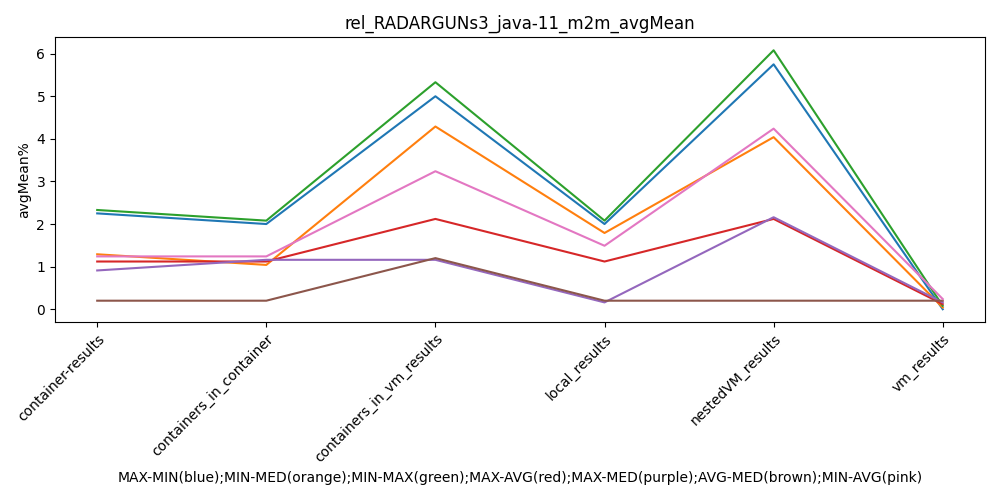 rel_RADARGUNs3_java-11_m2m_avgMean
avgMean%
6
5
4
3
2
1
0
container-results
containers_in_container
containers_in_vm_results
local_results
nestedVM_results
vm_results
MAX-MIN(blue);MIN-MED(orange);MIN-MAX(green);MAX-AVG(red);MAX-MED(purple);AVG-MED(brown);MIN-AVG(pink)